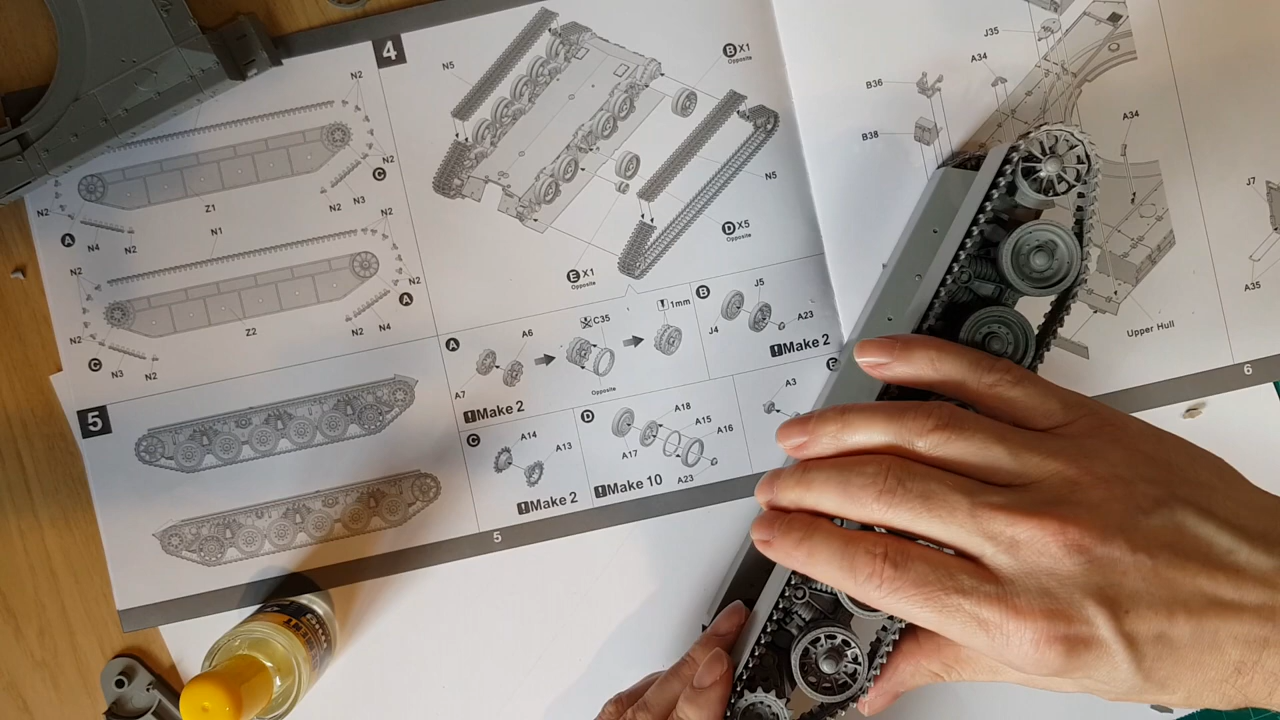 4
N2
N2
C
N2
N3
N2
Z1
A
N4
N2
N1
N2
N2
N2
A
Z2
N2
N4
C
N3
N2
5
N5
B X1
Opposite
N5
D X5
Opposite
E X1
Opposite
A
A6
C35
1mm
A7
Opposite
!Make 2
B
J5
J4
A23
!Make 2
C
A14
A13
!Make 2
D
A18
A15
A16
A17
A23
!Make 10
E
A3
5
J35
A34
B36
B38
A34
J7
A35
Upper Hull
6